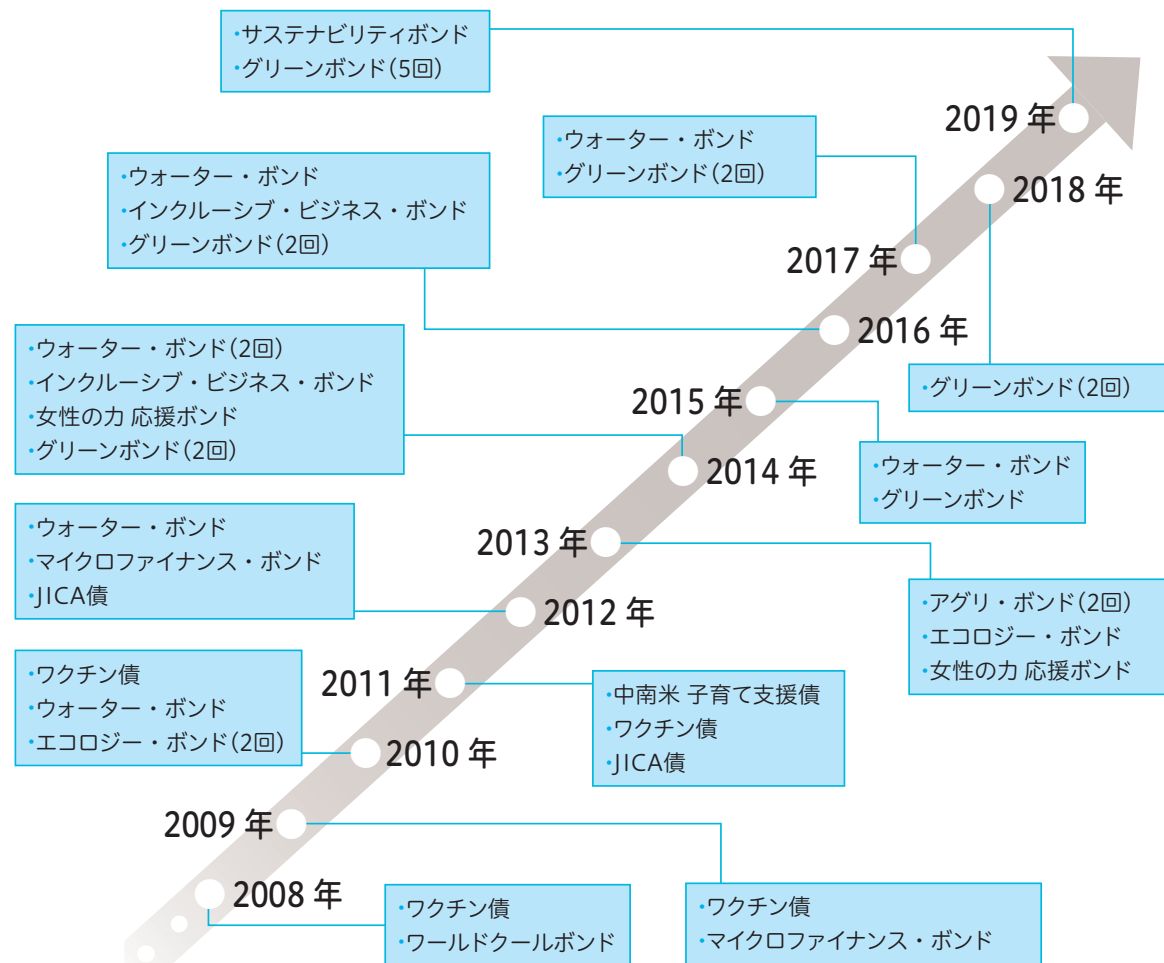 ・サステナビリティボンド
・グリーンボンド(5回)
2019 年
・ウォーター・ボンド
・グリーンボンド(2回)
2018 年
・ウォーター・ボンド
・インクルーシブ・ビジネス・ボンド
・グリーンボンド(2回)
2017 年
2016 年
・ウォーター・ボンド(2回)
・インクルーシブ・ビジネス・ボンド
・女性の力 応援ボンド
・グリーンボンド(2回)
・グリーンボンド(2回)
2015 年
2014 年
・ウォーター・ボンド
・グリーンボンド
・ウォーター・ボンド
・マイクロファイナンス・ボンド
・JICA債
2013 年
2012 年
・アグリ・ボンド(2回)
・エコロジー・ボンド
・女性の力 応援ボンド
・ワクチン債
・ウォーター・ボンド
・エコロジー・ボンド(2回)
2011 年
・中南米 子育て支援債
・ワクチン債
・JICA債
2010 年
2009 年
2008 年
・ワクチン債
・ワールドクールボンド
・ワクチン債
・マイクロファイナンス・ボンド